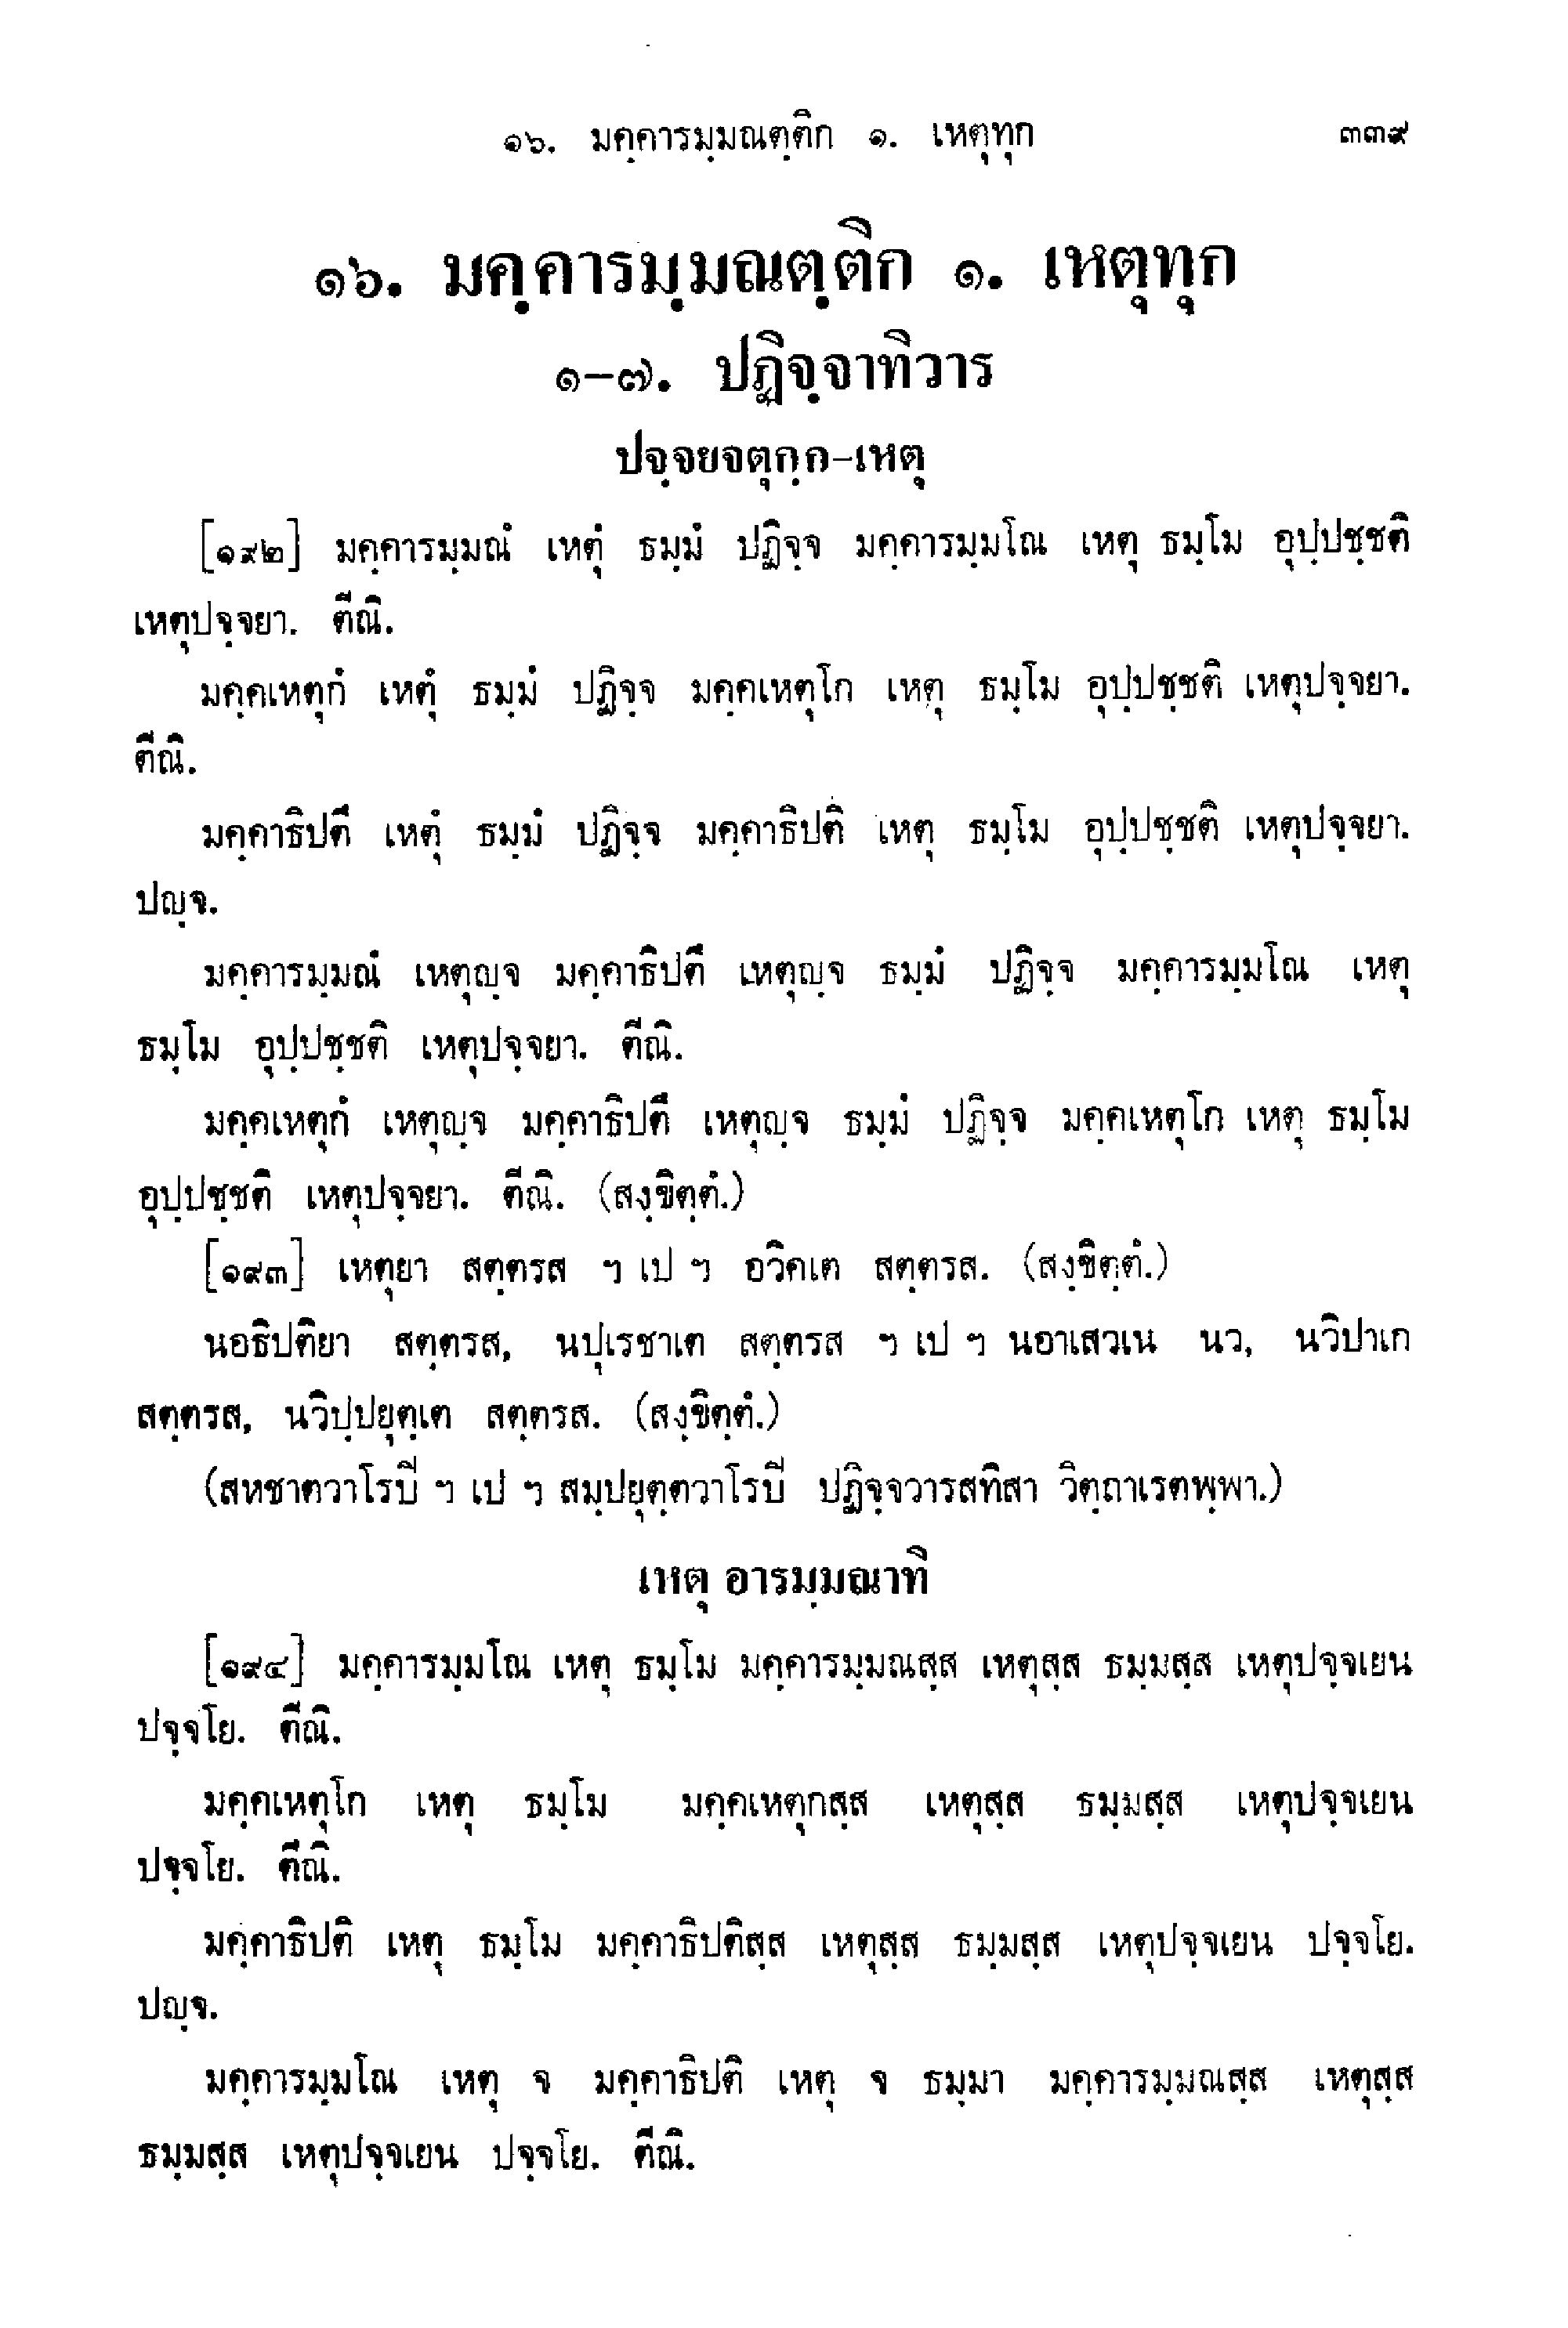 ๑๖. มคฺคารมฺมณตฺติก ๑. เหตุทุก ๓๓๙
๑๖. มคฺคารมฺมณตฺติก ๑. เหตุทุก
๑-๗. ปฏิจฺจาทิวาร
ปจฺจยจตุกฺก-เหตุ
[๑๙๒] มคฺคารมฺมณํ เหตุํ ธมฺมํ ปฏิจฺจ มคฺคารมฺมโณ เหตุ ธมฺโม อุปฺปชฺชติ
เหตุปจฺจยา. ตีณิ.
มคฺคเหตุกํ เหตุํ ธมฺมํ ปฏิจฺจ มคฺคเหตุโก เหตุ ธมฺโม อุปฺปชฺชติ เหตุปจฺจยา.
ตีณิ.
มคฺคาธิปตึ เหตุํ ธมฺมํ ปฏิจฺจ มคฺคาธิปติ เหตุ ธมฺโม อุปฺปชฺชติ เหตุปจฺจยา.
ปญฺจ.
มคฺคารมฺมณํ เหตุญฺจ มคฺคาธิปตึ เหตุญฺจ ธมฺมํ ปฏิจฺจ มคฺคารมฺมโณ เหตุ
ธมฺโม อุปฺปชฺชติ เหตุปจฺจยา. ตีณิ.
มคฺคเหตุกํ เหตุญฺจ มคฺคาธิปตึ เหตุญฺจ ธมฺมํ ปฏิจฺจ มคฺคเหตุโก เหตุ ธมฺโม
อุปฺปชฺชติ เหตุปจฺจยา. ตีณิ. (สงฺขิตฺตํ.)
[๑๙๓] เหตุยา สตฺตรส ฯ เป ฯ อวิคเต สตฺตรส. (สงฺขิตฺตํ.)
นอธิปติยา สตฺตรส, นปุเรชาเต สตฺตรส ฯ เป ฯ นอาเสวเน นว, นวิปาเก
สตฺตรส, นวิปฺปยุตฺเต สตฺตรส. (สงฺขิตฺตํ.)
(สหชาตวาโรปิ ฯ เป ฯ สมฺปยุตฺตวาโรปิ ปฏิจฺจวารสทิสา วิตฺถาเรตพฺพา.)
เหตุ อารมฺมณาทิ
[๑๙๔] มคฺคารมฺมโณ เหตุ ธมฺโม มคฺคารมฺมณสฺส เหตุสฺส ธมฺมสฺส เหตุปจฺจเยน
ปจฺจโย. ตีณิ.
มคฺคเหตุโก เหตุ ธมฺโม มคฺคเหตุกสฺส เหตุสฺส ธมฺมสฺส เหตุปจฺจเยน
ปจฺจโย. ตีณิ.
มคฺคาธิปติ เหตุ ธมฺโม มคฺคาธิปติสฺส เหตุสฺส ธมฺมสฺส เหตุปจฺจเยน ปจฺจโย.
ปญฺจ.
มคฺคารมฺมโณ เหตุ จ มคฺคาธิปติ เหตุ จ ธมฺมา มคฺคารมฺมณสฺส เหตุสฺส
ธมฺมสฺส เหตุปจฺจเยน ปจฺจโย. ตีณิ.